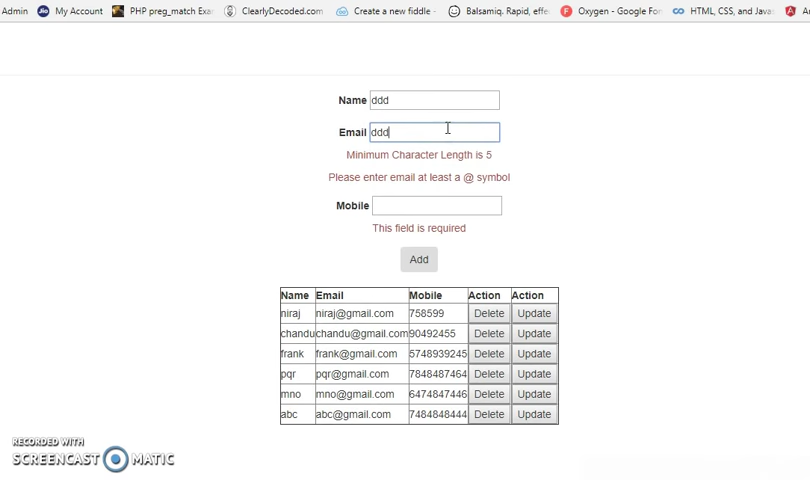 Admin My Account PHP preg_match Exa ClearlyDecoded.com Create a new fiddle - Balsamiq. Rapid, effe Oxygen - Google Fon HTML, CSS, and Java
Name ddd
Email ddd
Minimum Character Length is 5
Please enter email at least a @ symbol
Mobile
This field is required
Add
Name Email Mobile Action Action
niraj niraj@gmail.com 758599 Delete Update
chandu chandu@gmail.com 90492455 Delete Update
frank frank@gmail.com 5748939245 Delete Update
pqr pqr@gmail.com 7848487464 Delete Update
mno mno@gmail.com 6474847446 Delete Update
abc abc@gmail.com 7484848444 Delete Update
RECORDED WITH
SCREENCAST MATIC